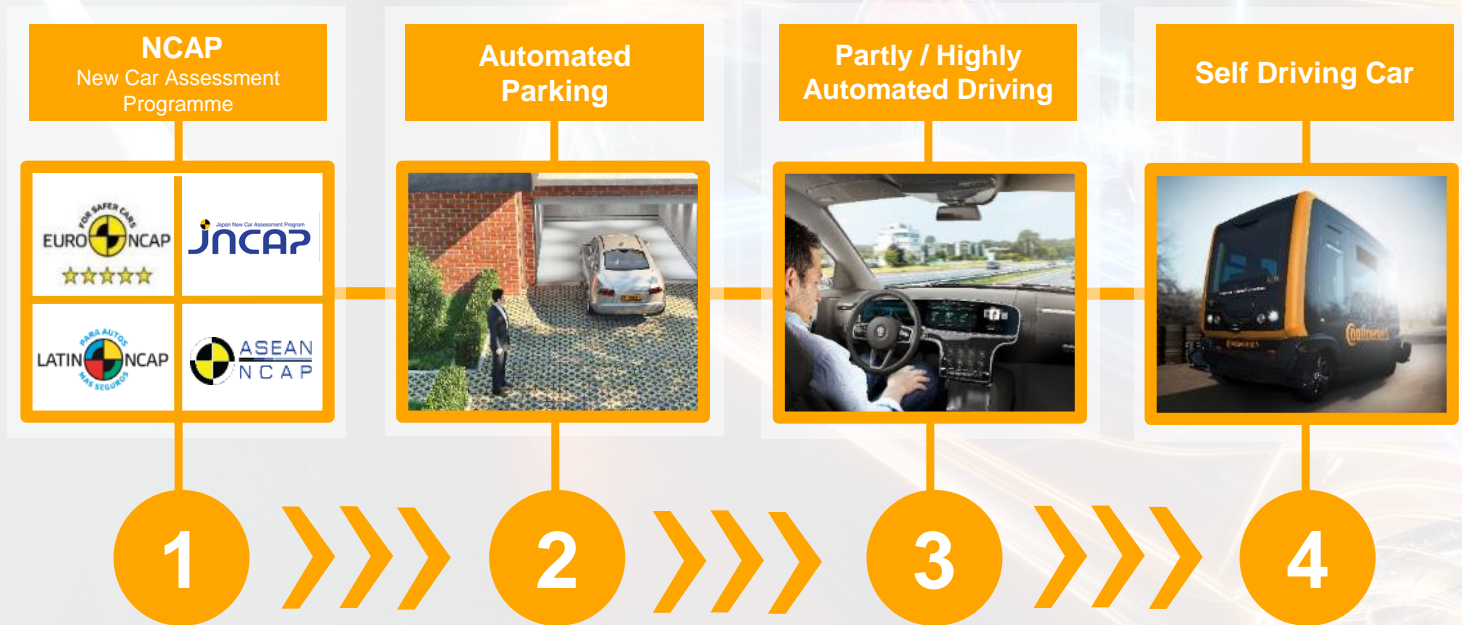 NCAP
New Car Assessment
Programme
Automated
Parking
Partly / Highly
Automated Driving
Self Driving Car
FOR SAFER CARS
EURO NCAP
Japan New Car Assessment Program
JNCAP
PARA AUTOS
LATIN NCAP
MÁS SEGUROS
ASEAN
NCAP
Continental
1
2
3
4